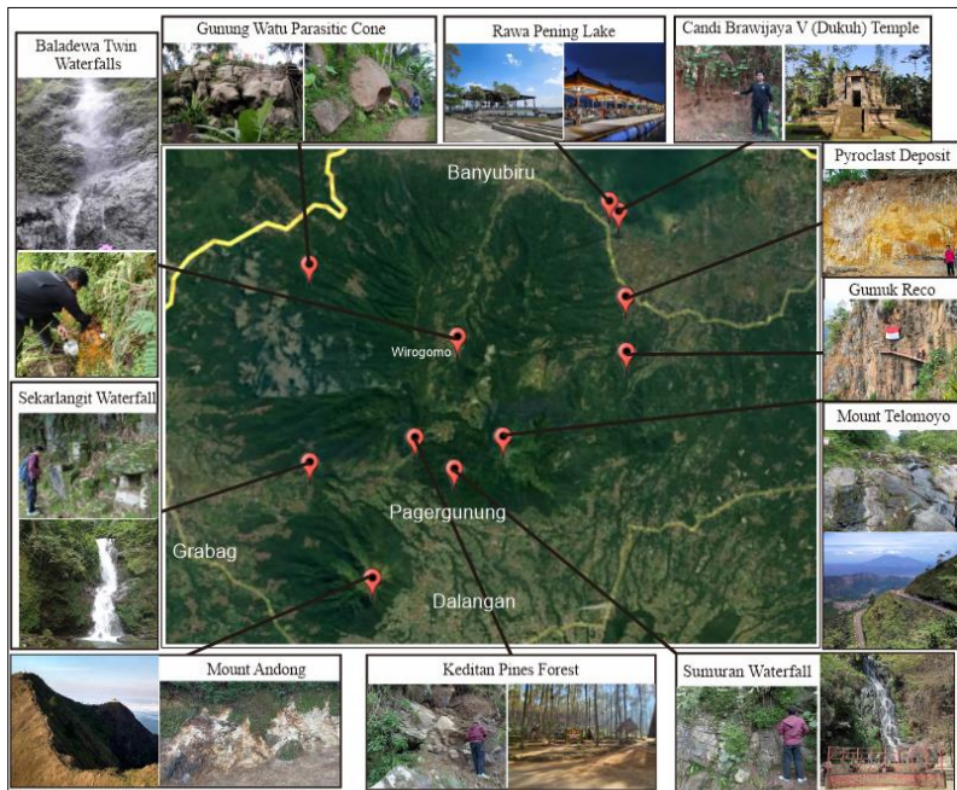 Baladewa Twin
Waterfalls
Gunung Watu Parasitic Cone
Rawa Pening Lake
Candi Brawijaya V (Dukuh) Temple
Pyroclast Deposit
Gumuk Reco
Mount Telomoyo
Banyubiru
Wirogomo
Sekarlangit Waterfall
Pagergunung
Grabag
Dalangan
Mount Andong
Keditan Pines Forest
Sumuran Waterfall